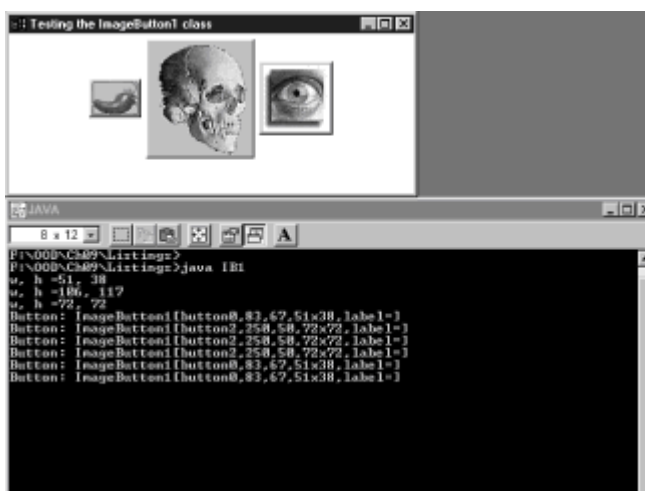 Testing the ImageButton1 class
JAVA
8 x 12
A
F:\OOD\Ch09\Listings>
F:\OOD\Ch09\Listings>java IB1
w, h =51, 38
w, h =106, 117
w, h =72, 72
Button: ImageButton1[button0,83,67,51x38,label=]
Button: ImageButton1[button2,250,50,72x72,label=]
Button: ImageButton1[button2,250,50,72x72,label=]
Button: ImageButton1[button2,250,50,72x72,label=]
Button: ImageButton1[button0,83,67,51x38,label=]
Button: ImageButton1[button0,83,67,51x38,label=]